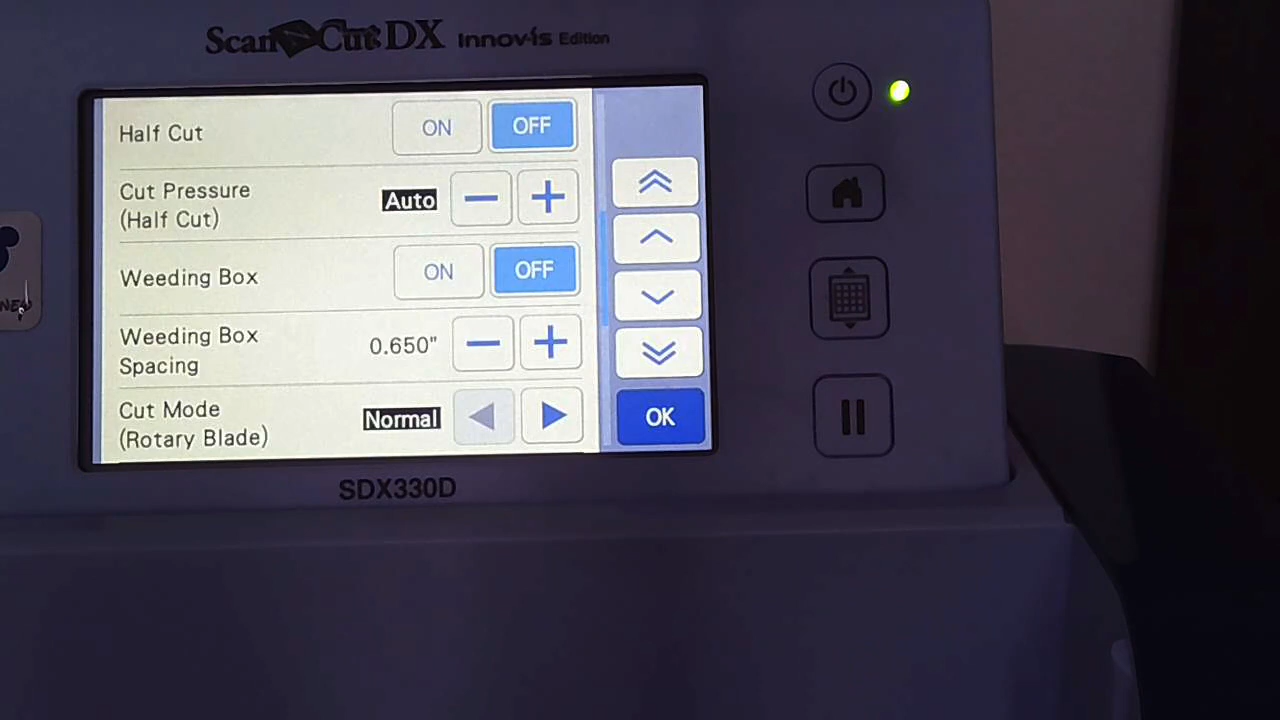 ScanNCut DX Innov-ís Edition
Half Cut ON OFF
Cut Pressure
(Half Cut) Auto
Weeding Box ON OFF
Weeding Box
Spacing 0.650"
Cut Mode
(Rotary Blade) Normal
OK
SDX330D